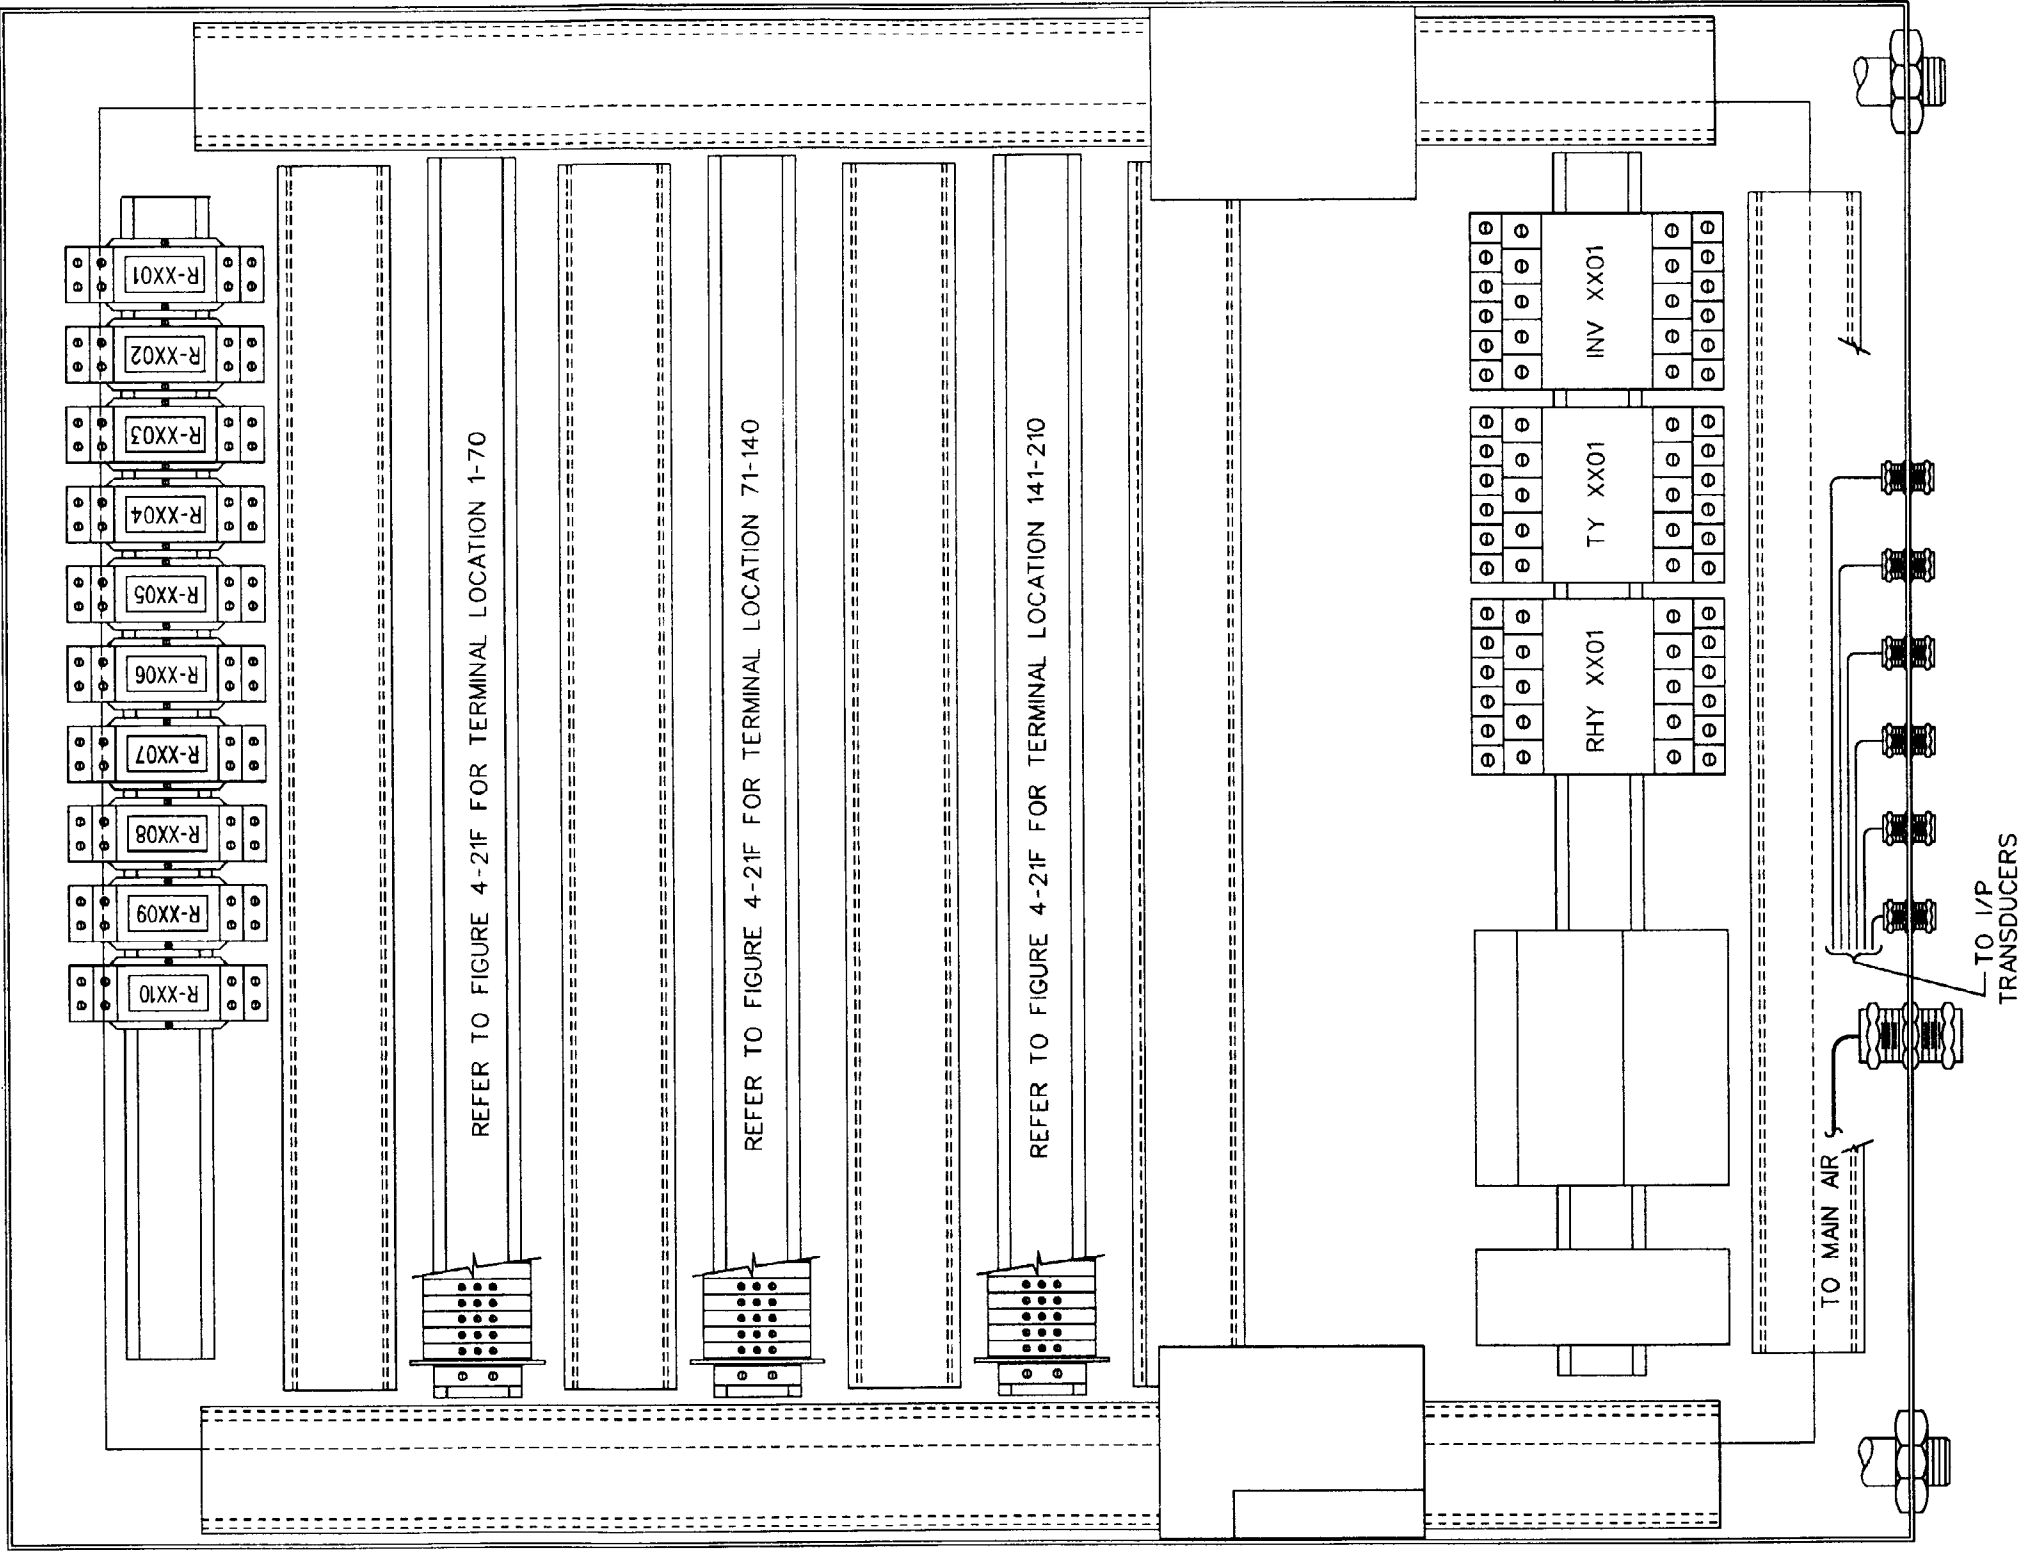 R-XX01
R-XX02
R-XX03
R-XX04
R-XX05
R-XX06
R-XX07
R-XX08
R-XX09
R-XX10
REFER TO FIGURE 4-21F FOR TERMINAL LOCATION 1-70
REFER TO FIGURE 4-21F FOR TERMINAL LOCATION 71-140
REFER TO FIGURE 4-21F FOR TERMINAL LOCATION 141-210
INV XX01
TY XX01
RHY XX01
TO MAIN AIR
TO I/P
TRANSDUCERS